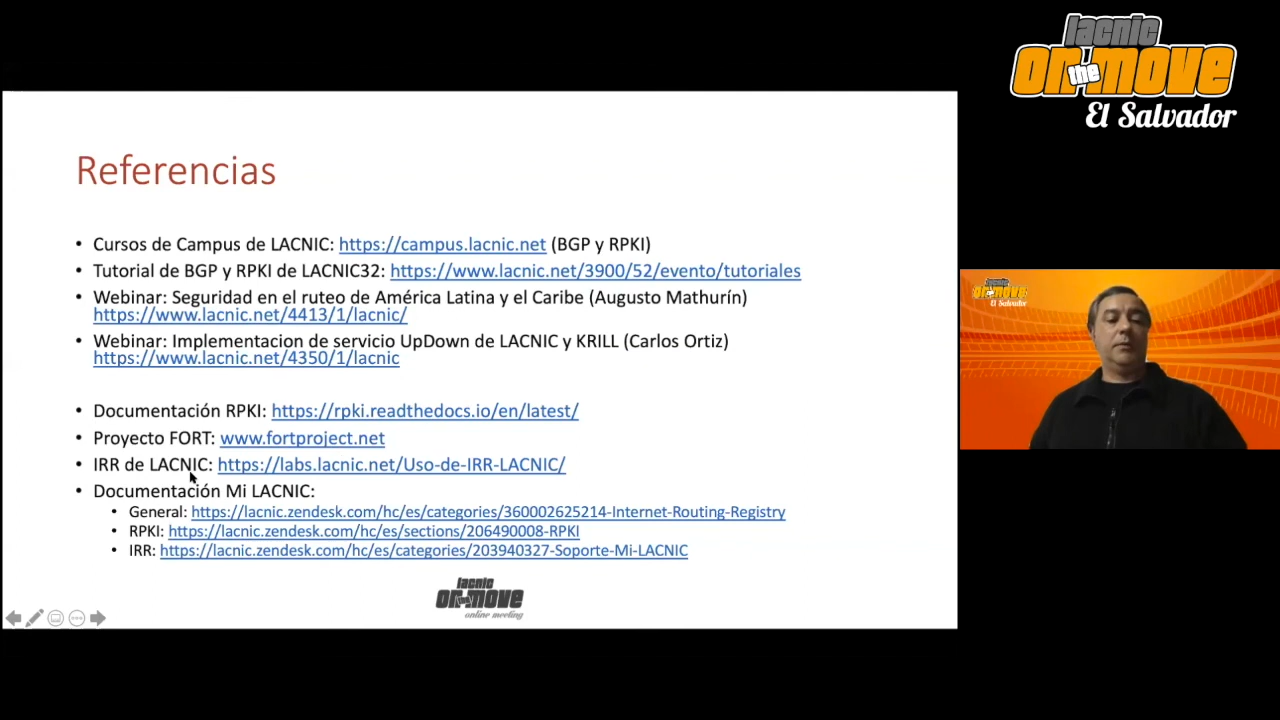 lacnic
on the move
El Salvador
Referencias
• Cursos de Campus de LACNIC: https://campus.lacnic.net (BGP y RPKI)
• Tutorial de BGP y RPKI de LACNIC32: https://www.lacnic.net/3900/52/evento/tutoriales
• Webinar: Seguridad en el ruteo de América Latina y el Caribe (Augusto Mathurín)
https://www.lacnic.net/4413/1/lacnic/
• Webinar: Implementacion de servicio UpDown de LACNIC y KRILL (Carlos Ortiz)
https://www.lacnic.net/4350/1/lacnic
• Documentación RPKI: https://rpki.readthedocs.io/en/latest/
• Proyecto FORT: www.fortproject.net
• IRR de LACNIC: https://labs.lacnic.net/Uso-de-IRR-LACNIC/
• Documentación Mi LACNIC:
• General: https://lacnic.zendesk.com/hc/es/categories/360002625214-Internet-Routing-Registry
• RPKI: https://lacnic.zendesk.com/hc/es/sections/206490008-RPKI
• IRR: https://lacnic.zendesk.com/hc/es/categories/203940327-Soporte-Mi-LACNIC
lacnic
on the move
online meeting
lacnic
on the move
El Salvador